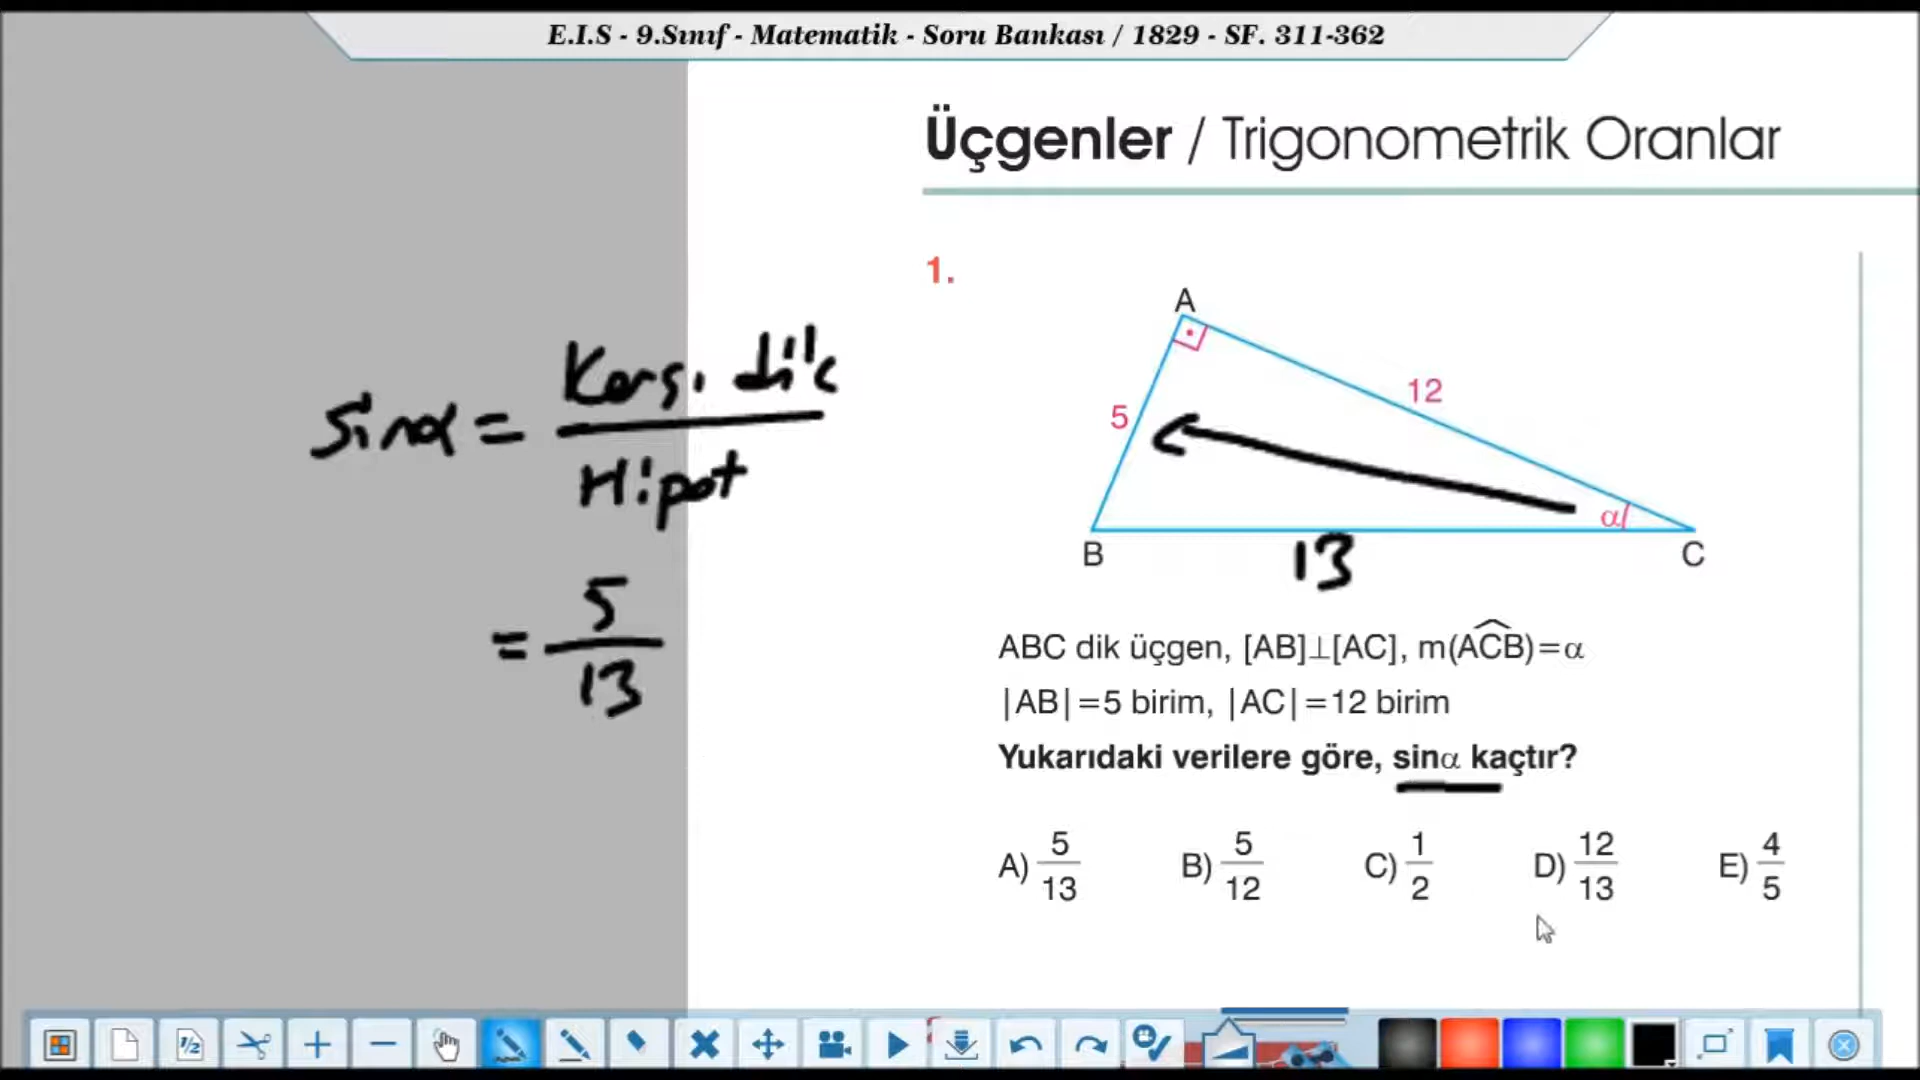 E.I.S - 9.Sınıf - Matematik - Soru Bankası / 1829 - SF. 311-362
Üçgenler / Trigonometrik Oranlar
1.
A
12
5
α
B
C
13
Sinα = Karşı dik / Hipot
= 5/13
ABC dik üçgen, [AB]⊥[AC], m(ACB)=α
|AB|=5 birim, |AC|=12 birim
Yukarıdaki verilere göre, sinα kaçtır?
A) 5/13 B) 5/12 C) 1/2 D) 12/13 E) 4/5
1/2